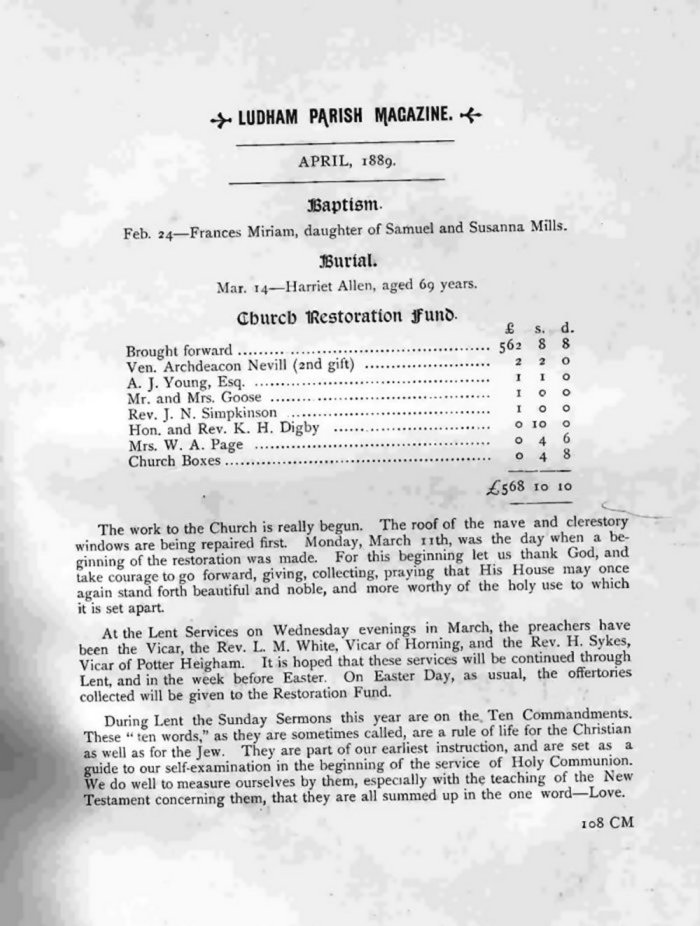 LUDHAM PARISH MAGAZINE.
APRIL, 1889.
Baptism.
Feb. 24—Frances Miriam, daughter of Samuel and Susanna Mills.
Burial.
Mar. 14—Harriet Allen, aged 69 years.
Church Restoration Fund.
£ s. d.
Brought forward ............................................. 562 8 8
Ven. Archdeacon Nevill (2nd gift) ........................ 2 2 0
A. J. Young, Esq. ............................................. 1 1 0
Mr. and Mrs. Goose .......................................... 1 0 0
Rev. J. N. Simpkinson ....................................... 1 0 0
Hon. and Rev. K. H. Digby ................................ 0 10 0
Mrs. W. A. Page ............................................. 0 4 6
Church Boxes ................................................ 0 4 8
£568 10 10
The work to the Church is really begun. The roof of the nave and clerestory
windows are being repaired first. Monday, March 11th, was the day when a be-
ginning of the restoration was made. For this beginning let us thank God, and
take courage to go forward, giving, collecting, praying that His House may once
again stand forth beautiful and noble, and more worthy of the holy use to which
it is set apart.
At the Lent Services on Wednesday evenings in March, the preachers have
been the Vicar, the Rev. L. M. White, Vicar of Horning, and the Rev. H. Sykes,
Vicar of Potter Heigham. It is hoped that these services will be continued through
Lent, and in the week before Easter. On Easter Day, as usual, the offertories
collected will be given to the Restoration Fund.
During Lent the Sunday Sermons this year are on the Ten Commandments.
These "ten words," as they are sometimes called, are a rule of life for the Christian
as well as for the Jew. They are part of our earliest instruction, and are set as a
guide to our self-examination in the beginning of the service of Holy Communion.
We do well to measure ourselves by them, especially with the teaching of the New
Testament concerning them, that they are all summed up in the one word—Love.
108 CM